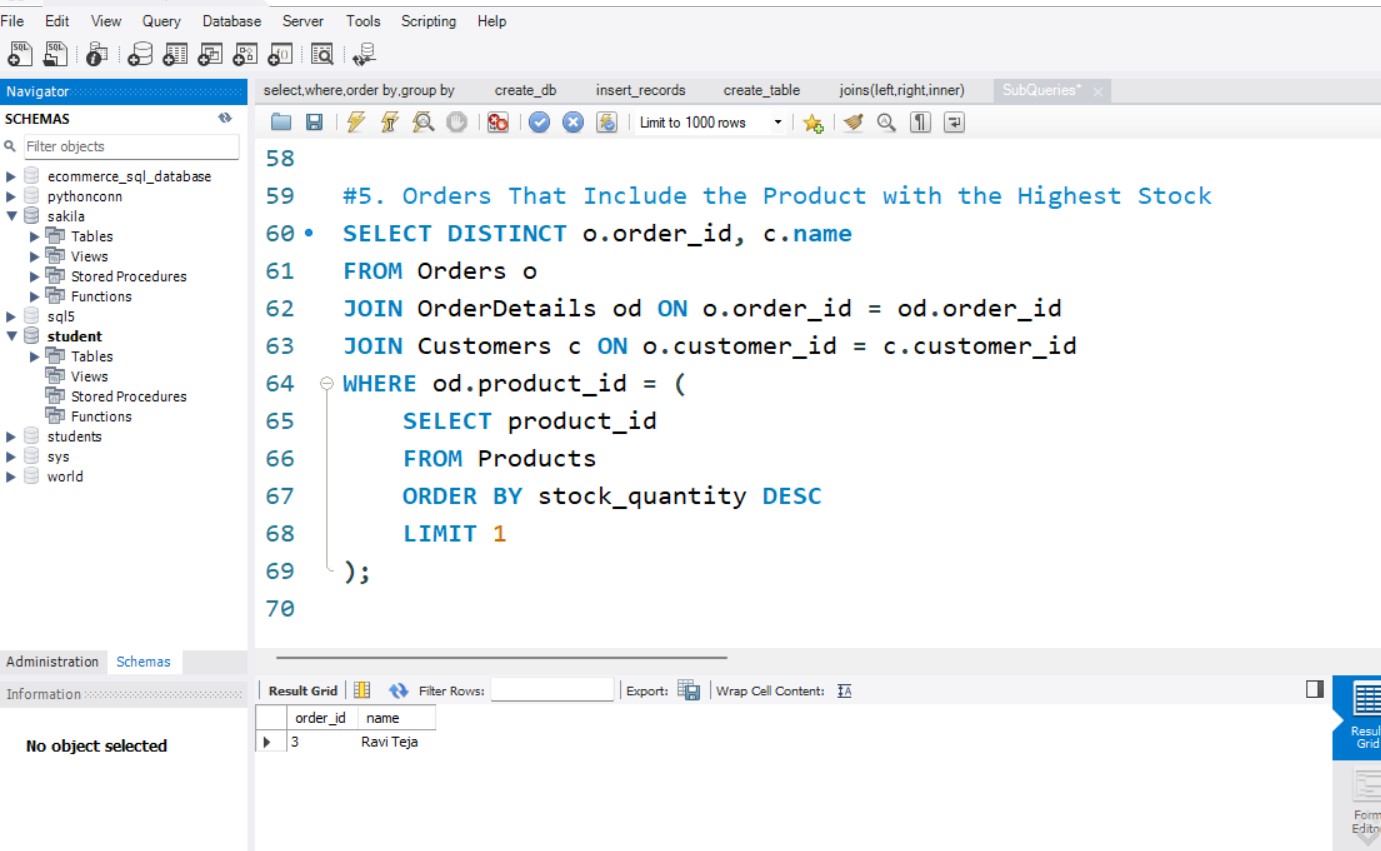 File Edit View Query Database Server Tools Scripting Help
Navigator
SCHEMAS
Filter objects
ecommerce_sql_database
pythonconn
sakila
Tables
Views
Stored Procedures
Functions
sql5
student
Tables
Views
Stored Procedures
Functions
students
sys
world
Administration Schemas
Information
No object selected
select,where,order by,group by create_db insert_records create_table joins(left,right,inner) SubQueries*
Limit to 1000 rows
58
59 #5. Orders That Include the Product with the Highest Stock
60 SELECT DISTINCT o.order_id, c.name
61 FROM Orders o
62 JOIN OrderDetails od ON o.order_id = od.order_id
63 JOIN Customers c ON o.customer_id = c.customer_id
64 WHERE od.product_id = (
65 SELECT product_id
66 FROM Products
67 ORDER BY stock_quantity DESC
68 LIMIT 1
69 );
70
Result Grid Filter Rows: Export: Wrap Cell Content:
order_id name
3 Ravi Teja
Resul
Grid
Form
Edito